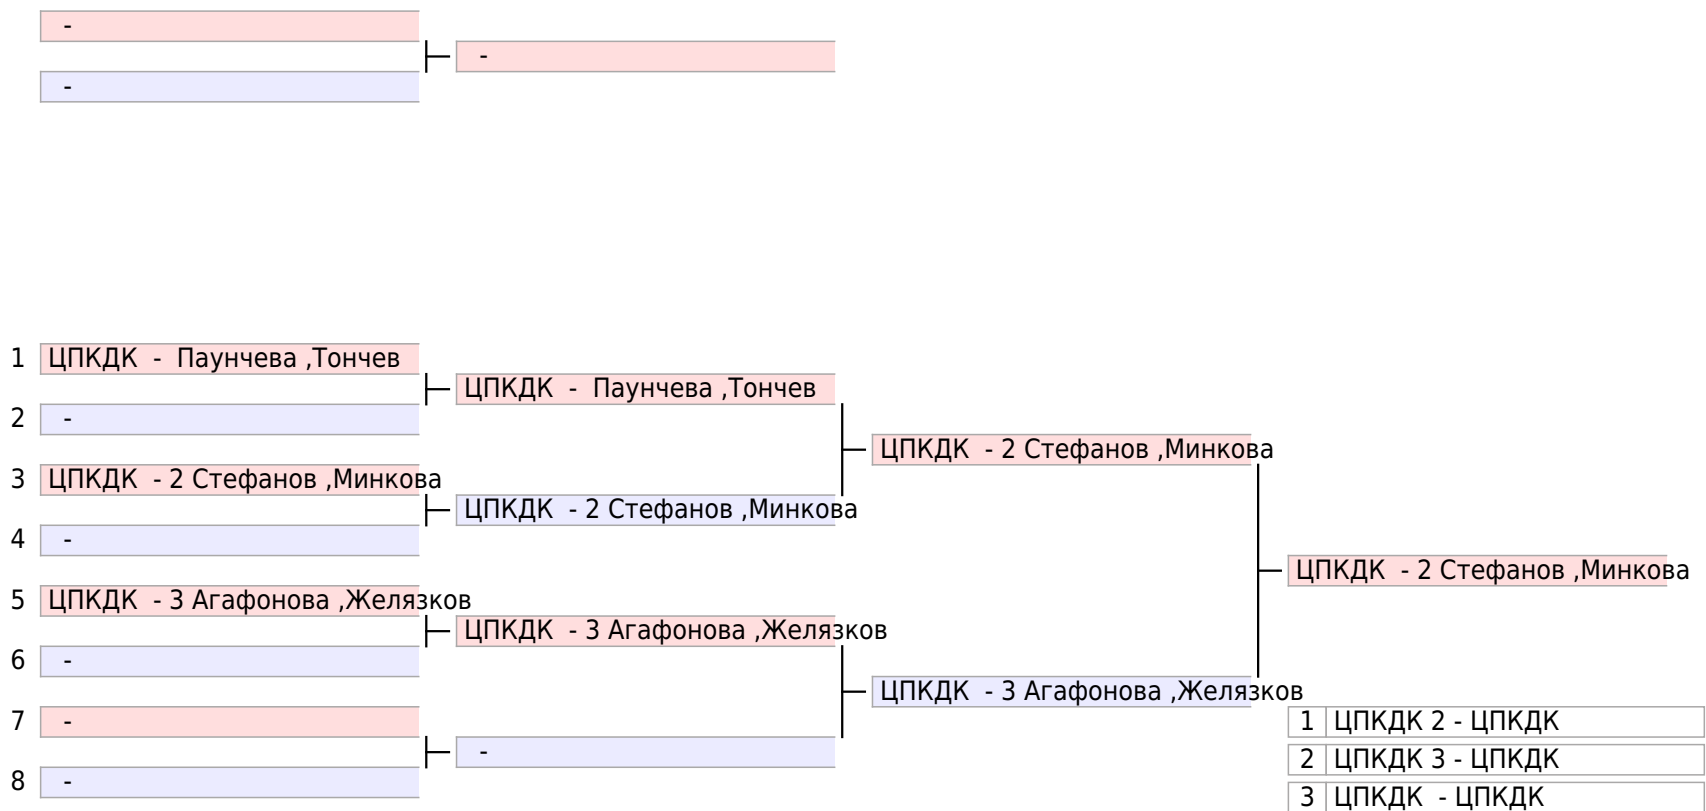 -
-
-
1 ЦПКДК - Паунчева ,Тончев
ЦПКДК - Паунчева ,Тончев
2 -
ЦПКДК - 2 Стефанов ,Минкова
3 ЦПКДК - 2 Стефанов ,Минкова
ЦПКДК - 2 Стефанов ,Минкова
4 -
ЦПКДК - 2 Стефанов ,Минкова
5 ЦПКДК - 3 Агафонова ,Желязков
ЦПКДК - 3 Агафонова ,Желязков
6 -
ЦПКДК - 3 Агафонова ,Желязков
7 -
1 ЦПКДК 2 - ЦПКДК
-
2 ЦПКДК 3 - ЦПКДК
8 -
3 ЦПКДК - ЦПКДК